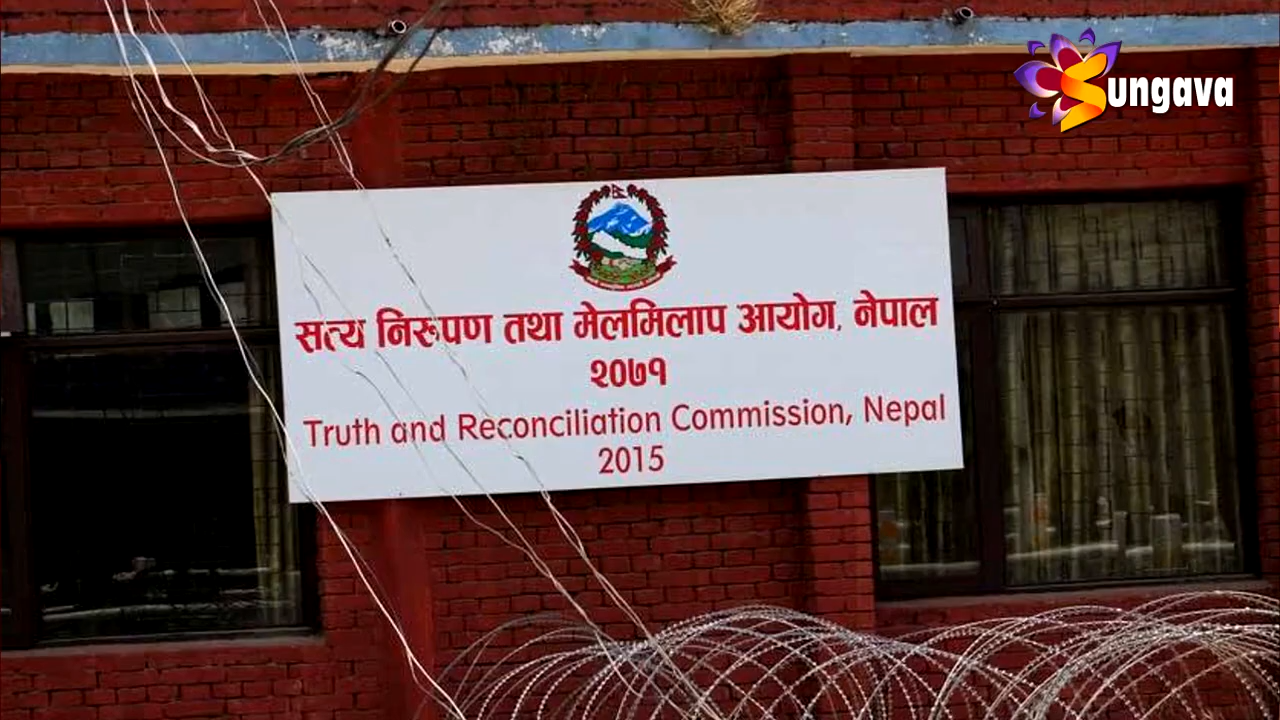 Sungava
सत्य निरुपण तथा मेलमिलाप आयोग, नेपाल
२०७१
Truth and Reconciliation Commission, Nepal
2015